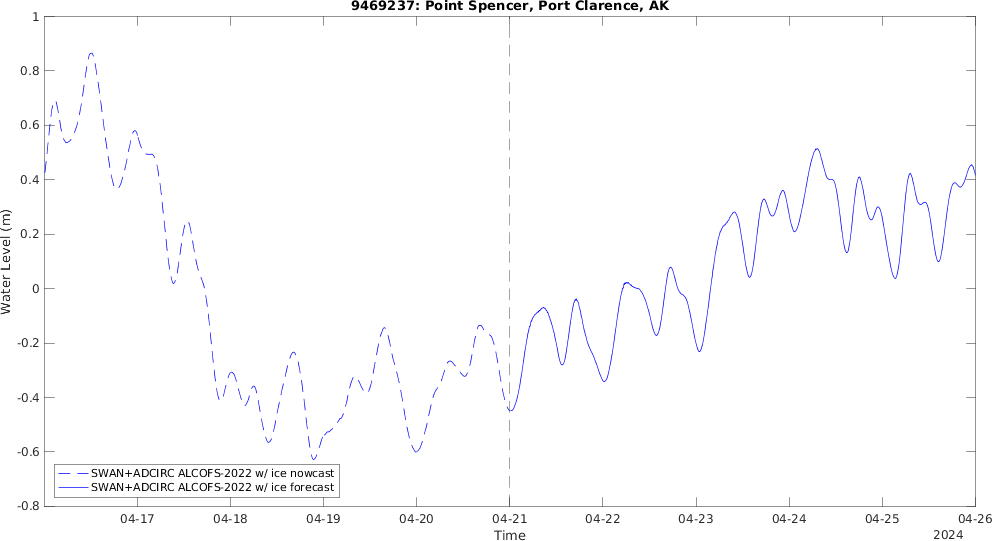 9469237: Point Spencer, Port Clarence, AK
1
0.8
0.6
0.4
0.2
0
-0.2
-0.4
-0.6
-0.8
Water Level (m)
SWAN+ADCIRC ALCOFS-2022 w/ ice nowcast
SWAN+ADCIRC ALCOFS-2022 w/ ice forecast
04-17 04-18 04-19 04-20 04-21 04-22 04-23 04-24 04-25 04-26
Time
2024